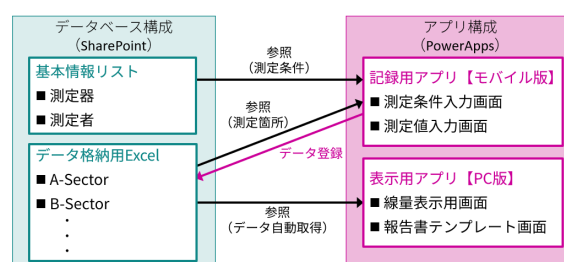 データベース構成
（SharePoint）
基本情報リスト
■ 測定器
■ 測定者
データ格納用Excel
■ A-Sector
■ B-Sector
・
・
・
参照
（測定条件）
参照
（測定箇所）
データ登録
参照
（データ自動取得）
アプリ構成
（PowerApps）
記録用アプリ【モバイル版】
■ 測定条件入力画面
■ 測定値入力画面
表示用アプリ【PC版】
■ 線量表示用画面
■ 報告書テンプレート画面